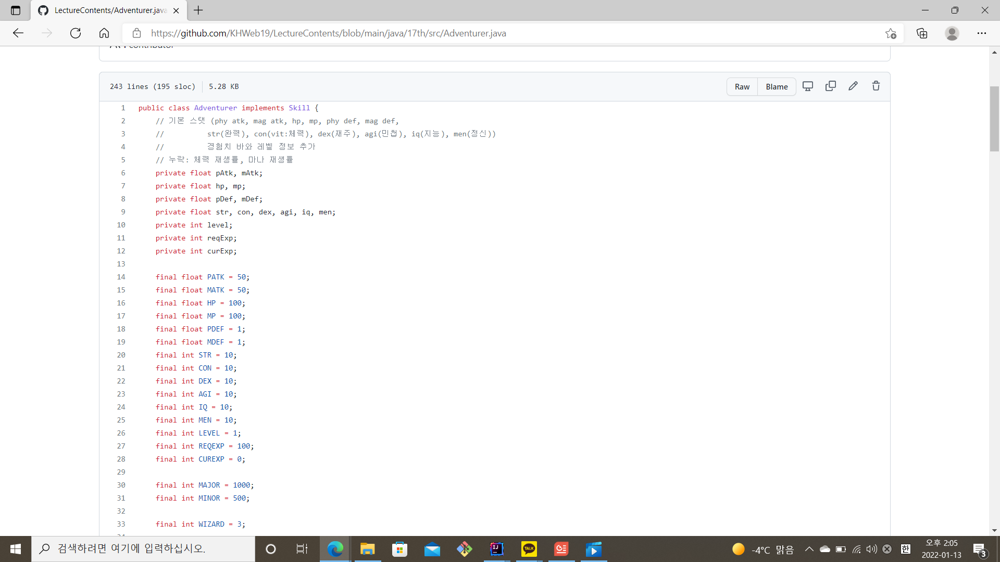 LectureContents/Adventurer.java
https://github.com/KHWeb19/LectureContents/blob/main/java/17th/src/Adventurer.java
243 lines (195 sloc) 5.28 KB
Raw Blame
1 public class Adventurer implements Skill {
2 // 기본 스탯 (phy atk, mag atk, hp, mp, phy def, mag def,
3 // str(완력), con(vit:체력), dex(재주), agi(민첩), iq(지능), men(정신))
4 // 경험치 바와 레벨 정보 추가
5 // 누락: 체력 재생률, 마나 재생률
6 private float pAtk, mAtk;
7 private float hp, mp;
8 private float pDef, mDef;
9 private float str, con, dex, agi, iq, men;
10 private int level;
11 private int reqExp;
12 private int curExp;
13
14 final float PATK = 50;
15 final float MATK = 50;
16 final float HP = 100;
17 final float MP = 100;
18 final float PDEF = 1;
19 final float MDEF = 1;
20 final int STR = 10;
21 final int CON = 10;
22 final int DEX = 10;
23 final int AGI = 10;
24 final int IQ = 10;
25 final int MEN = 10;
26 final int LEVEL = 1;
27 final int REQEXP = 100;
28 final int CUREXP = 0;
29
30 final int MAJOR = 1000;
31 final int MINOR = 500;
32
33 final int WIZARD = 3;
검색하려면 여기에 입력하십시오.
IJ
TALK
-4°C 맑음
한
오후 2:05
2022-01-13
3